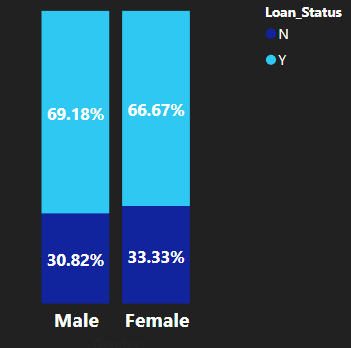 Loan_Status
N
Y
69.18%
66.67%
30.82%
33.33%
Male
Female